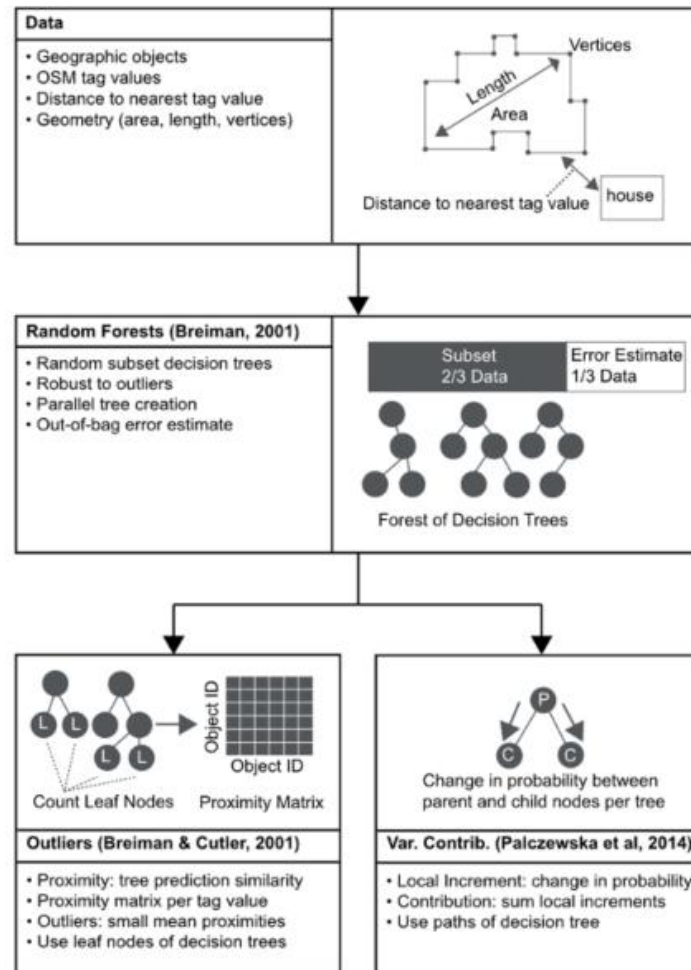 Data
• Geographic objects
• OSM tag values
• Distance to nearest tag value
• Geometry (area, length, vertices)
Vertices
Length
Area
Distance to nearest tag value
house
Random Forests (Breiman, 2001)
• Random subset decision trees
• Robust to outliers
• Parallel tree creation
• Out-of-bag error estimate
Subset
2/3 Data
Error Estimate
1/3 Data
Forest of Decision Trees
L L
L L
Count Leaf Nodes
Object ID
Object ID
Proximity Matrix
Outliers (Breiman & Cutler, 2001)
• Proximity: tree prediction similarity
• Proximity matrix per tag value
• Outliers: small mean proximities
• Use leaf nodes of decision trees
P
C C
Change in probability between
parent and child nodes per tree
Var. Contrib. (Palczewska et al, 2014)
• Local Increment: change in probability
• Contribution: sum local increments
• Use paths of decision tree